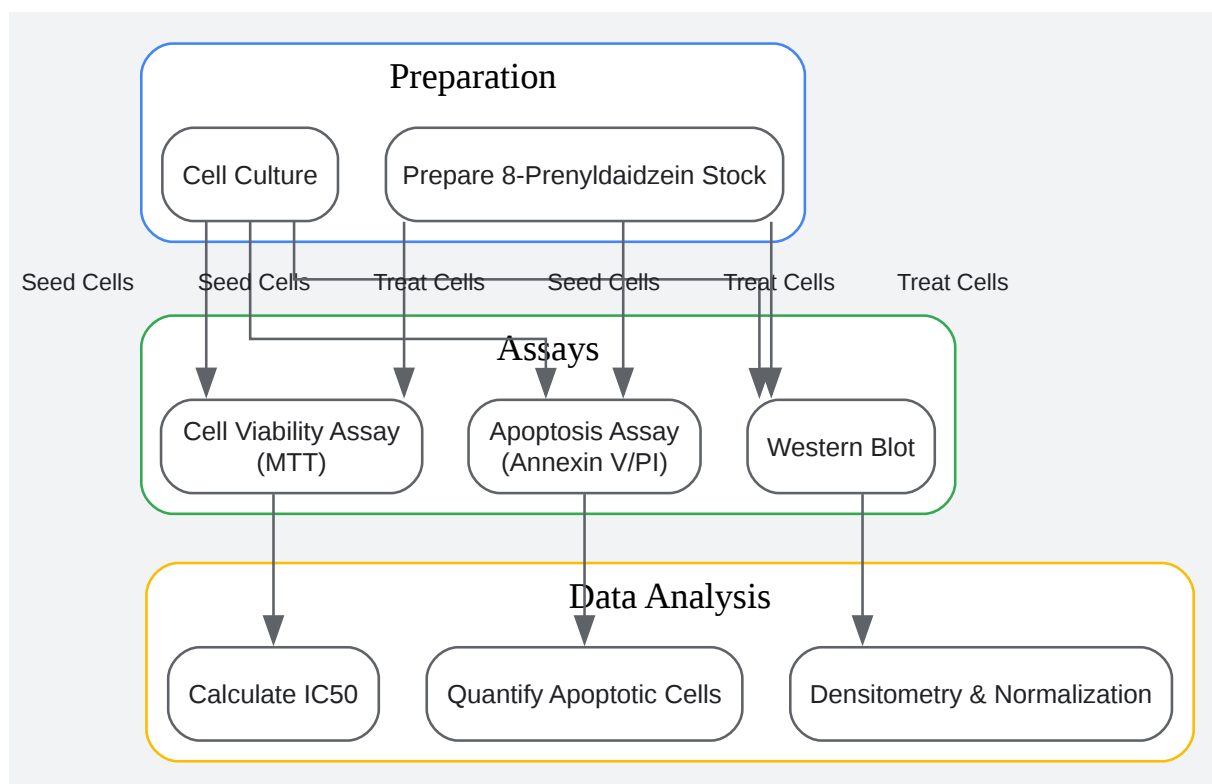 Preparation
Cell Culture
Prepare 8-Prenyldaidzein Stock
Seed Cells
Seed Cells
Treat Cells
Seed Cells
Treat Cells
Treat Cells
Assays
Cell Viability Assay
(MTT)
Apoptosis Assay
(Annexin V/PI)
Western Blot
Data Analysis
Calculate IC50
Quantify Apoptotic Cells
Densitometry & Normalization